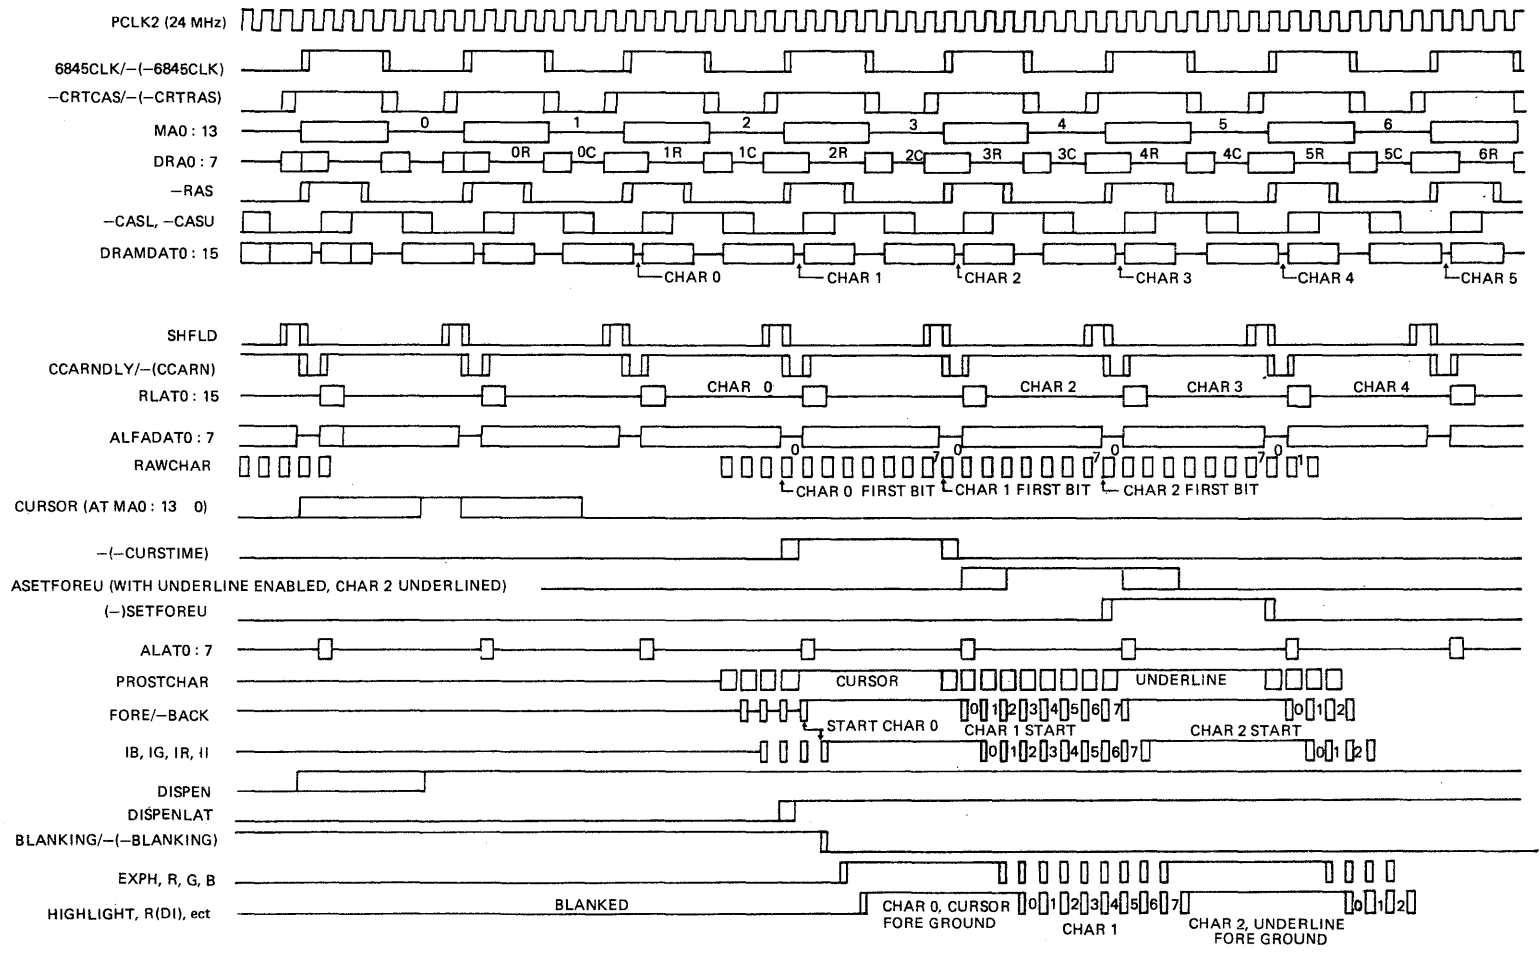 PCLK2 (24 MHz)
6845CLK/−(−6845CLK)
−CRTCAS/−(−CRTRAS)
MA0 : 13 0 1 2 3 4 5 6
DRA0 : 7 0R 0C 1R 1C 2R 2C 3R 3C 4R 4C 5R 5C 6R
−RAS
−CASL, −CASU
DRAMDAT0 : 15
CHAR 0 CHAR 1 CHAR 2 CHAR 3 CHAR 4 CHAR 5
SHFLD
CCARNDLY/−(CCARN)
RLAT0 : 15 CHAR 0 CHAR 2 CHAR 3 CHAR 4
ALFADAT0 : 7
0 7 0 7 0 7 0 1
RAWCHAR
CHAR 0 FIRST BIT CHAR 1 FIRST BIT CHAR 2 FIRST BIT
CURSOR (AT MA0 : 13 0)
−(−CURSTIME)
ASETFOREU (WITH UNDERLINE ENABLED, CHAR 2 UNDERLINED)
(−)SETFOREU
ALAT0 : 7
PROSTCHAR CURSOR UNDERLINE
FORE/−BACK 0 1 2 3 4 5 6 7 0 1 2
START CHAR 0 CHAR 1 START CHAR 2 START
IB, IG, IR, II 0 1 2 3 4 5 6 7 0 1 2
DISPEN
DISPENLAT
BLANKING/−(−BLANKING)
EXPH, R, G, B
HIGHLIGHT, R(DI), ect BLANKED CHAR 0, CURSOR 0 1 2 3 4 5 6 7 0 1 2
FORE GROUND CHAR 1 CHAR 2, UNDERLINE
FORE GROUND